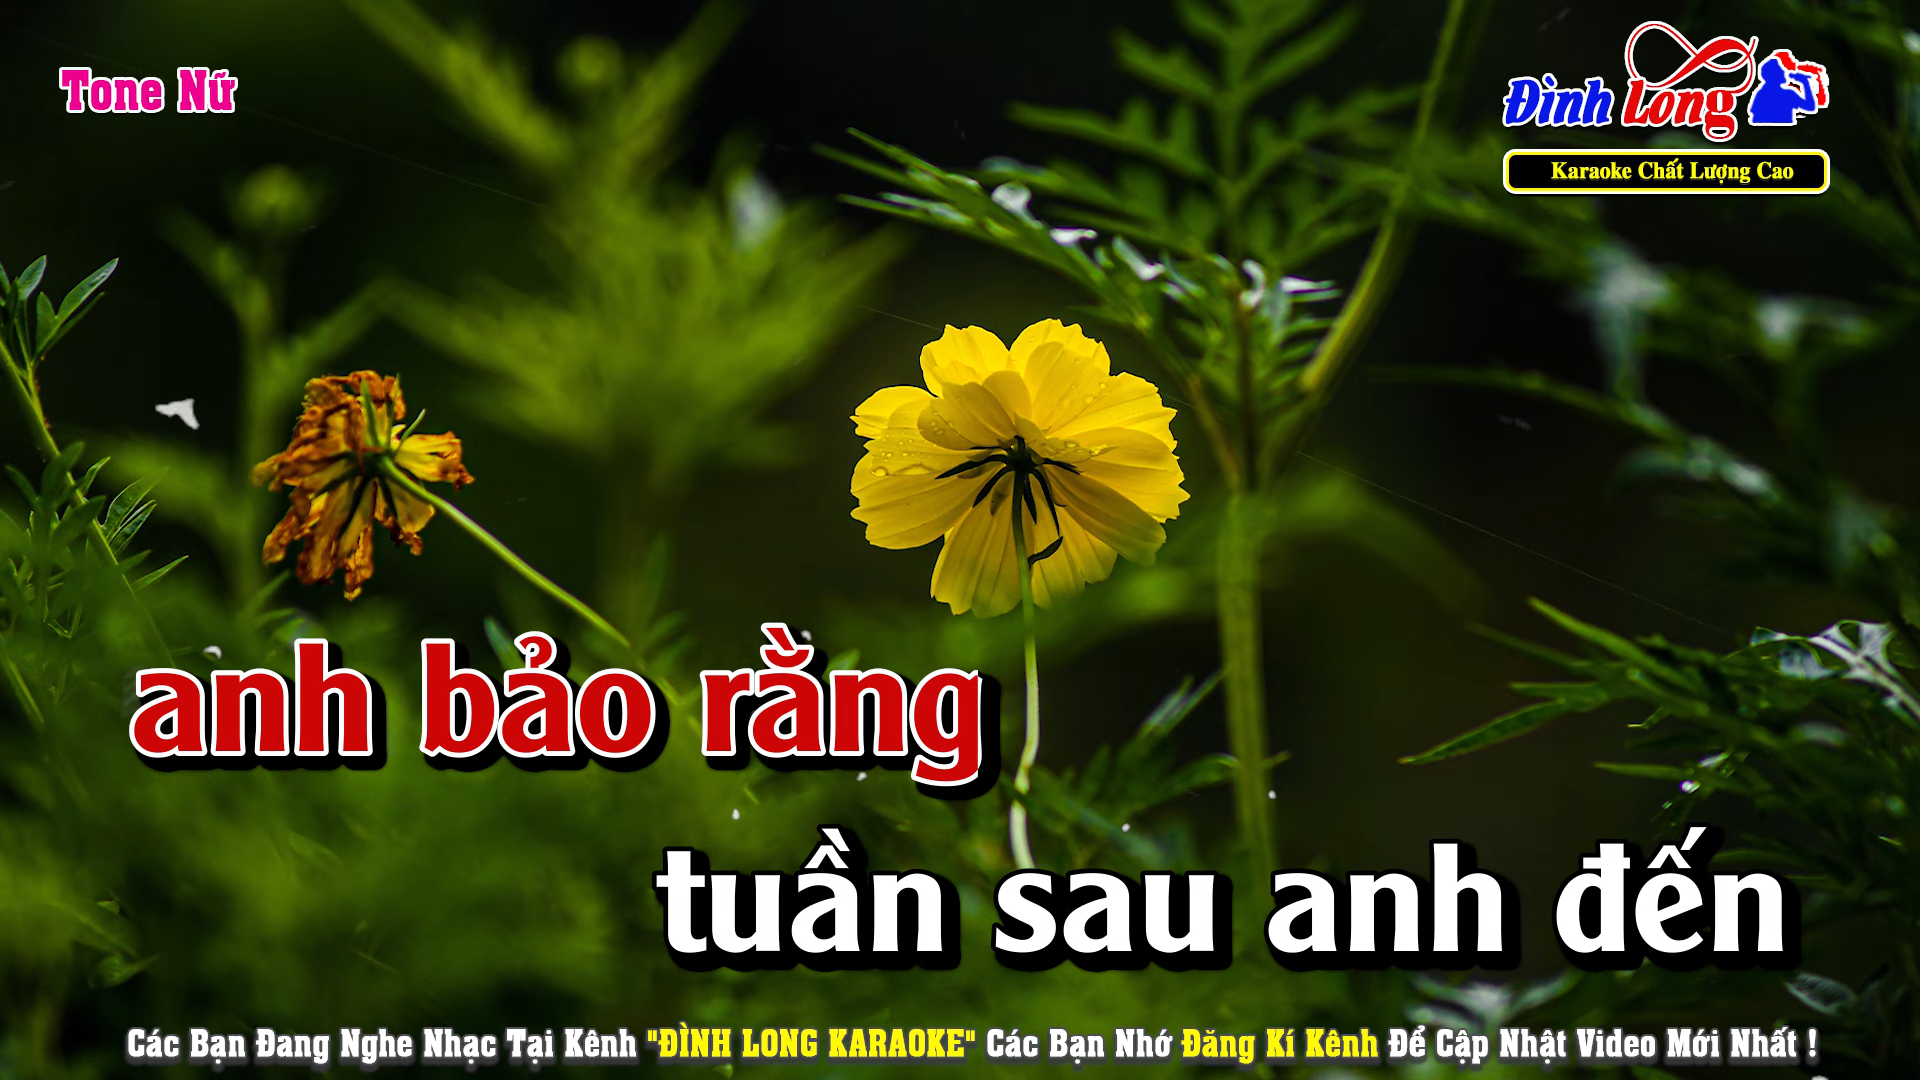 Tone Nữ
Đình Long
Karaoke Chất Lượng Cao
anh bảo rằng
tuần sau anh đến
Các Bạn Đang Nghe Nhạc Tại Kênh "ĐÌNH LONG KARAOKE" Các Bạn Nhớ Đăng Kí Kênh Để Cập Nhật Video Mới Nhất !